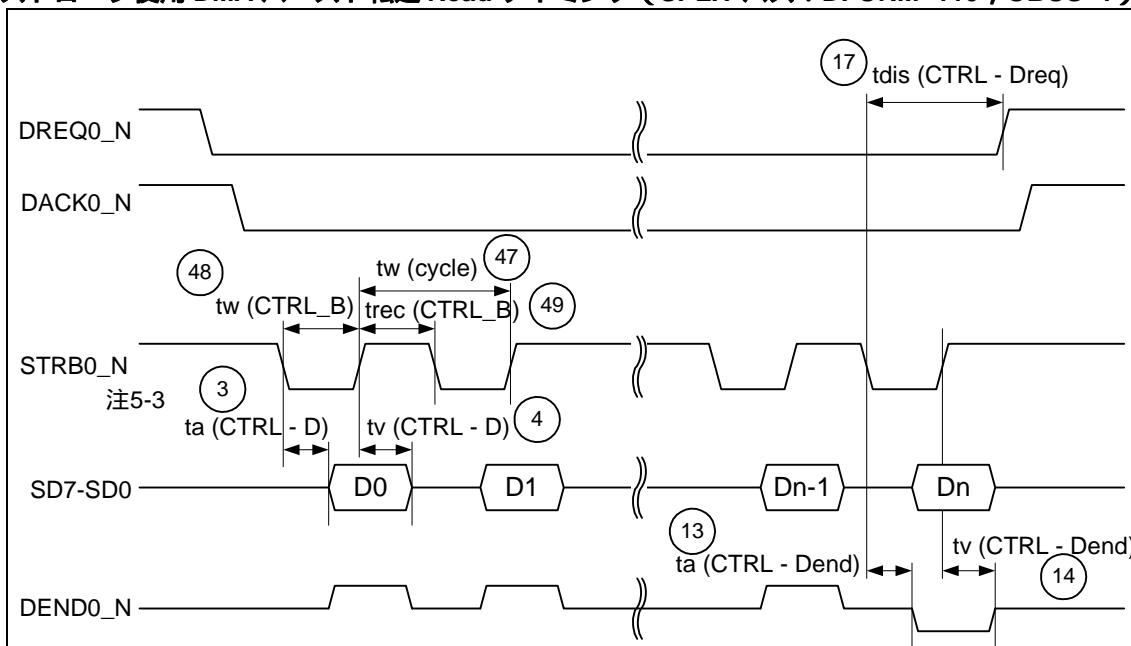 17
tdis (CTRL - Dreq)
DREQ0_N
DACK0_N
48
tw (cycle)
47
tw (CTRL_B)
trec (CTRL_B)
49
STRB0_N
注5-3
3
ta (CTRL - D)
tv (CTRL - D)
4
SD7-SD0
D0
D1
Dn-1
Dn
13
ta (CTRL - Dend)
tv (CTRL - Dend)
14
DEND0_N